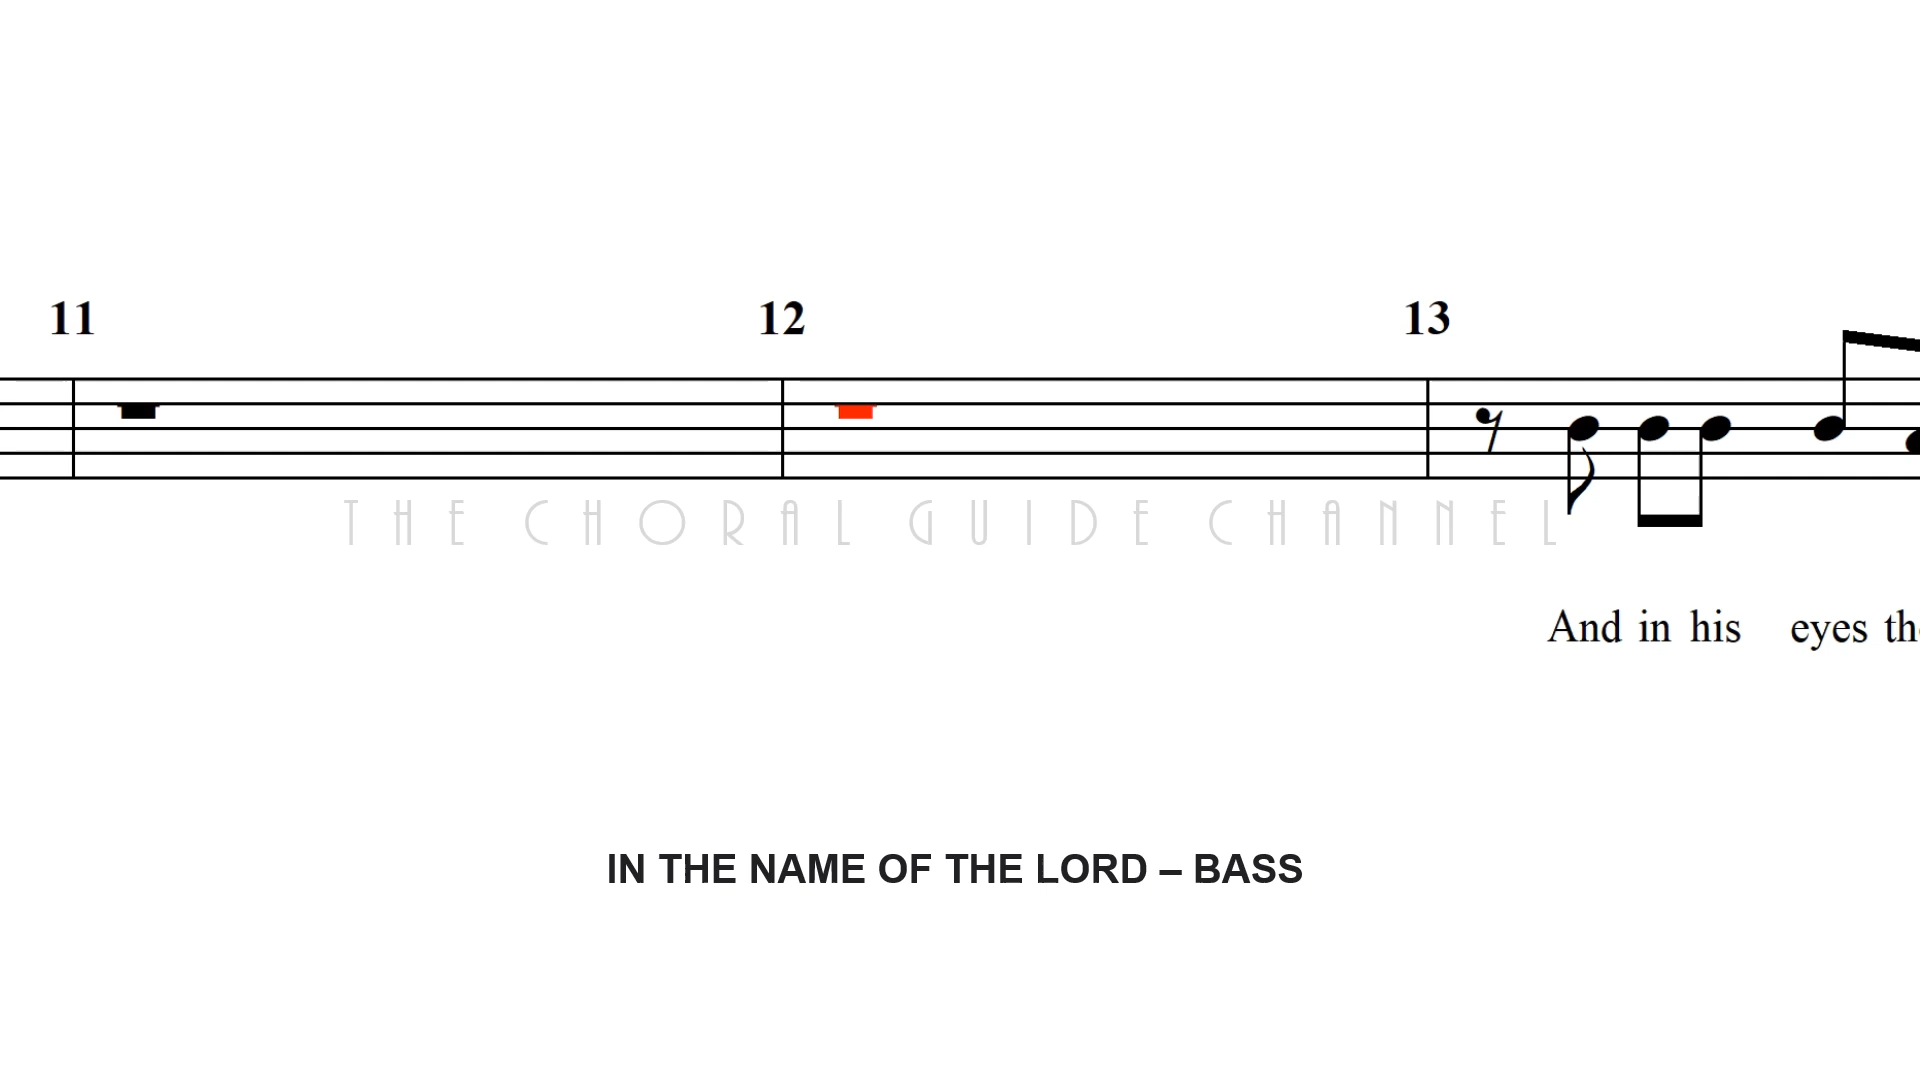 11 12 13
THE CHORAL GUIDE CHANNEL
And in his eyes
IN THE NAME OF THE LORD – BASS